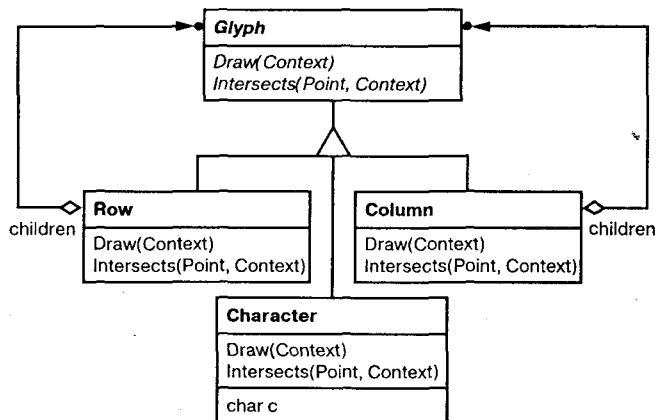 Glyph
Draw(Context)
Intersects(Point, Context)
children
Row
Draw(Context)
Intersects(Point, Context)
Column
Draw(Context)
Intersects(Point, Context)
children
Character
Draw(Context)
Intersects(Point, Context)
char c